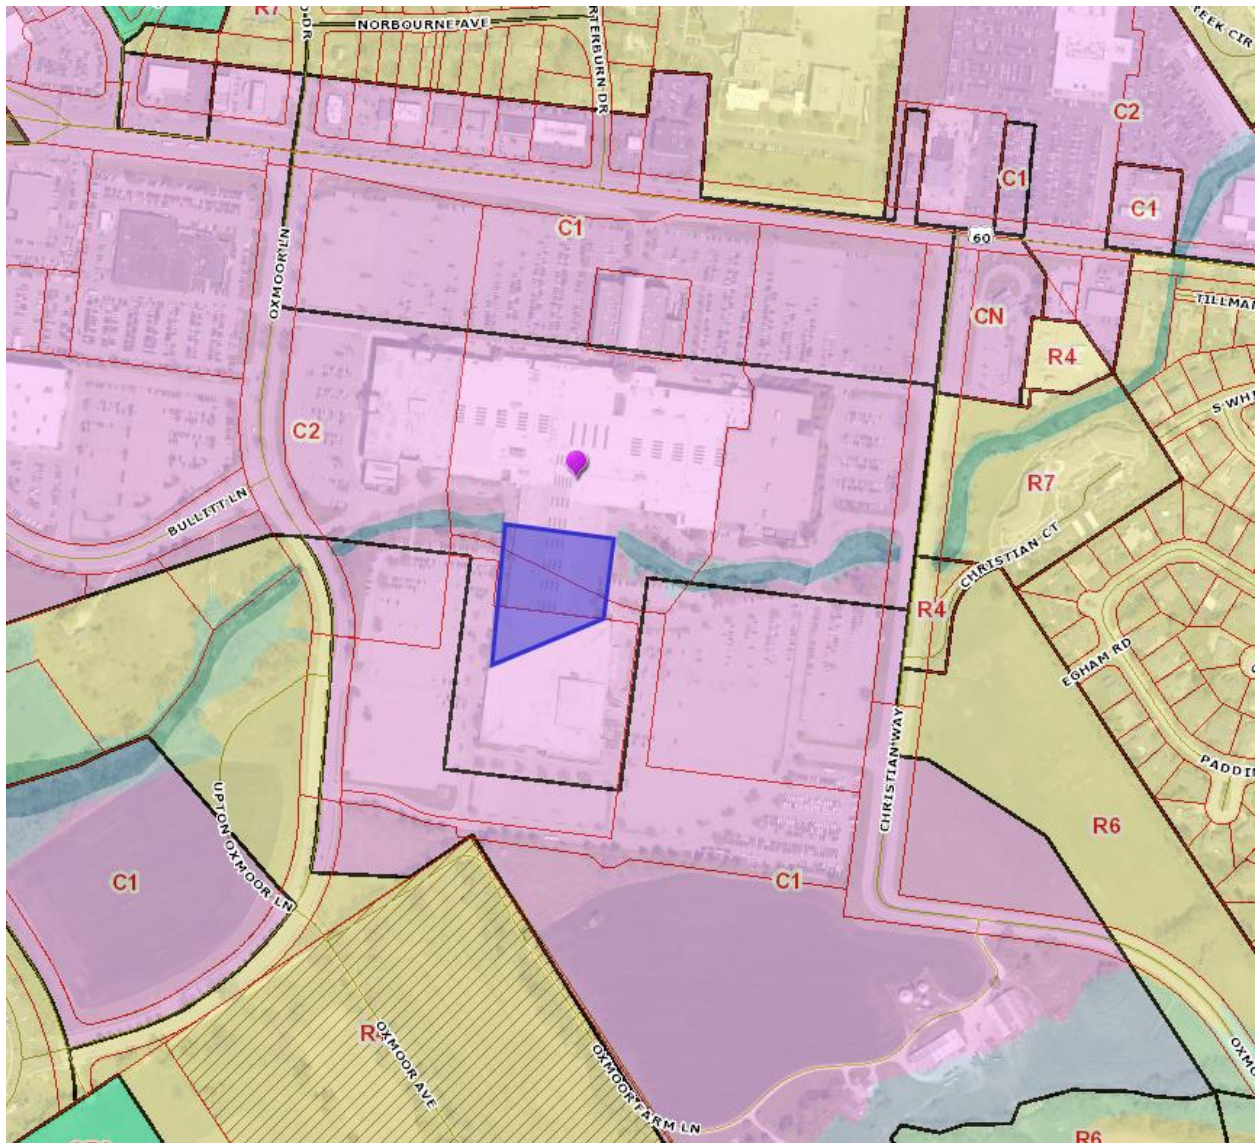 R7
NORBOURNE AVE
C2
C1
C1
C1
60
OXMOOR LN
CN
R4
C2
R7
BULLITT LN
CHRISTIAN CT
R4
EGHAM RD
CHRISTIAN WAY
UPTON OXMOOR LN
R6
C1
C1
OXMOOR AVE
OXMOOR FARM LN
R6